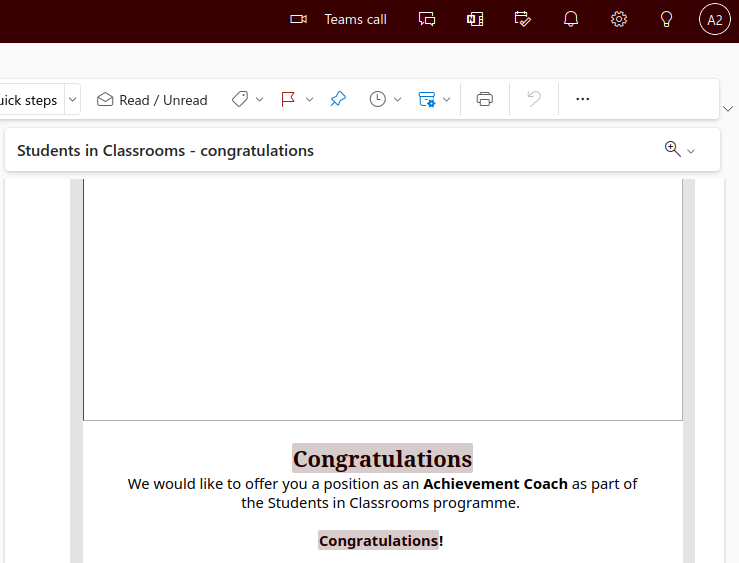 Teams call
A2
uick steps
Read / Unread
Students in Classrooms - congratulations
Congratulations
We would like to offer you a position as an Achievement Coach as part of
the Students in Classrooms programme.
Congratulations!